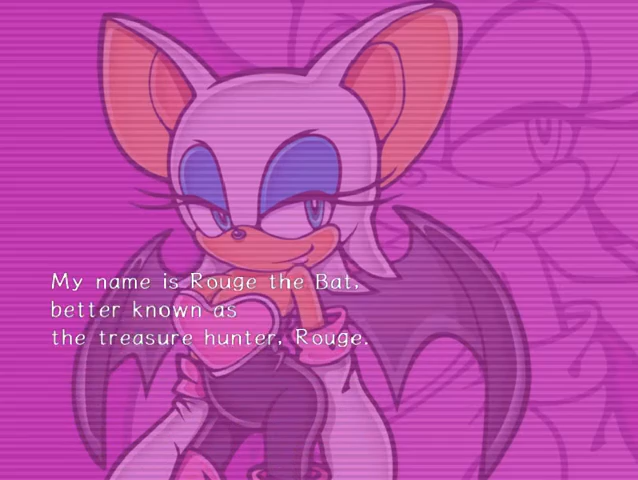 My name is Rouge the Bat,
better known as
the treasure hunter, Rouge.